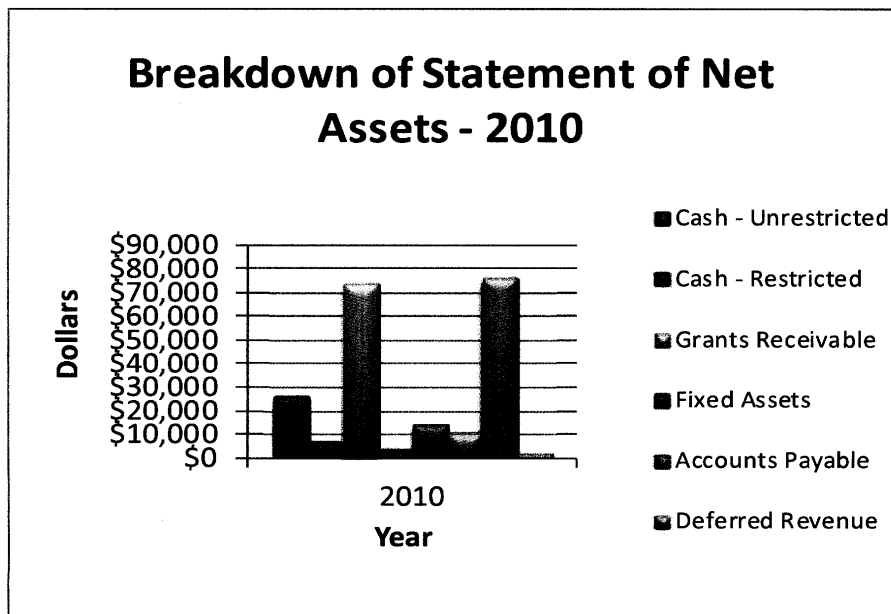 Breakdown of Statement of Net
Assets - 2010
Dollars
$90,000
$80,000
$70,000
$60,000
$50,000
$40,000
$30,000
$20,000
$10,000
$0
2010
Year
Cash - Unrestricted
Cash - Restricted
Grants Receivable
Fixed Assets
Accounts Payable
Deferred Revenue